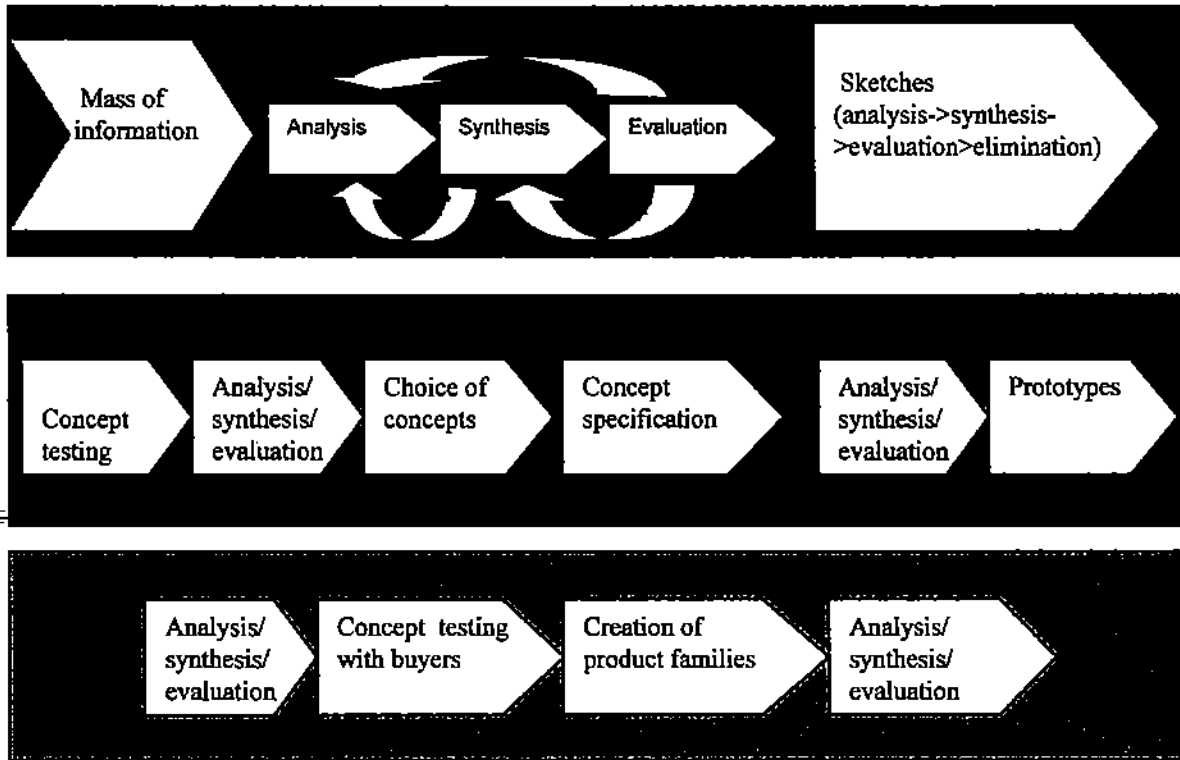 Mass of
information
Analysis
Synthesis
Evaluation
Sketches
(analysis->synthesis-
>evaluation>elimination)
Concept
testing
Analysis/
synthesis/
evaluation
Choice of
concepts
Concept
specification
Analysis/
synthesis/
evaluation
Prototypes
Analysis/
synthesis/
evaluation
Concept testing
with buyers
Creation of
product families
Analysis/
synthesis/
evaluation